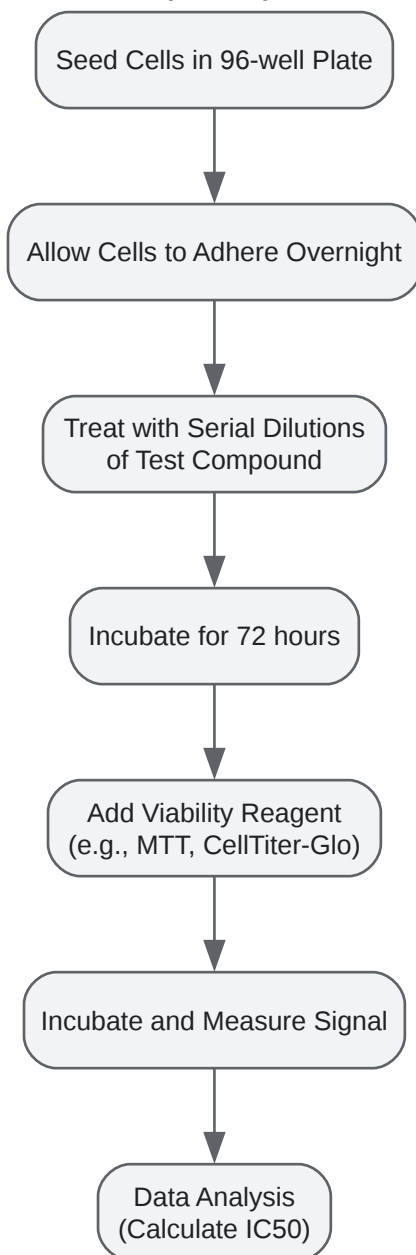 Seed Cells in 96-well Plate
Allow Cells to Adhere Overnight
Treat with Serial Dilutions
of Test Compound
Incubate for 72 hours
Add Viability Reagent
(e.g., MTT, CellTiter-Glo)
Incubate and Measure Signal
Data Analysis
(Calculate IC50)